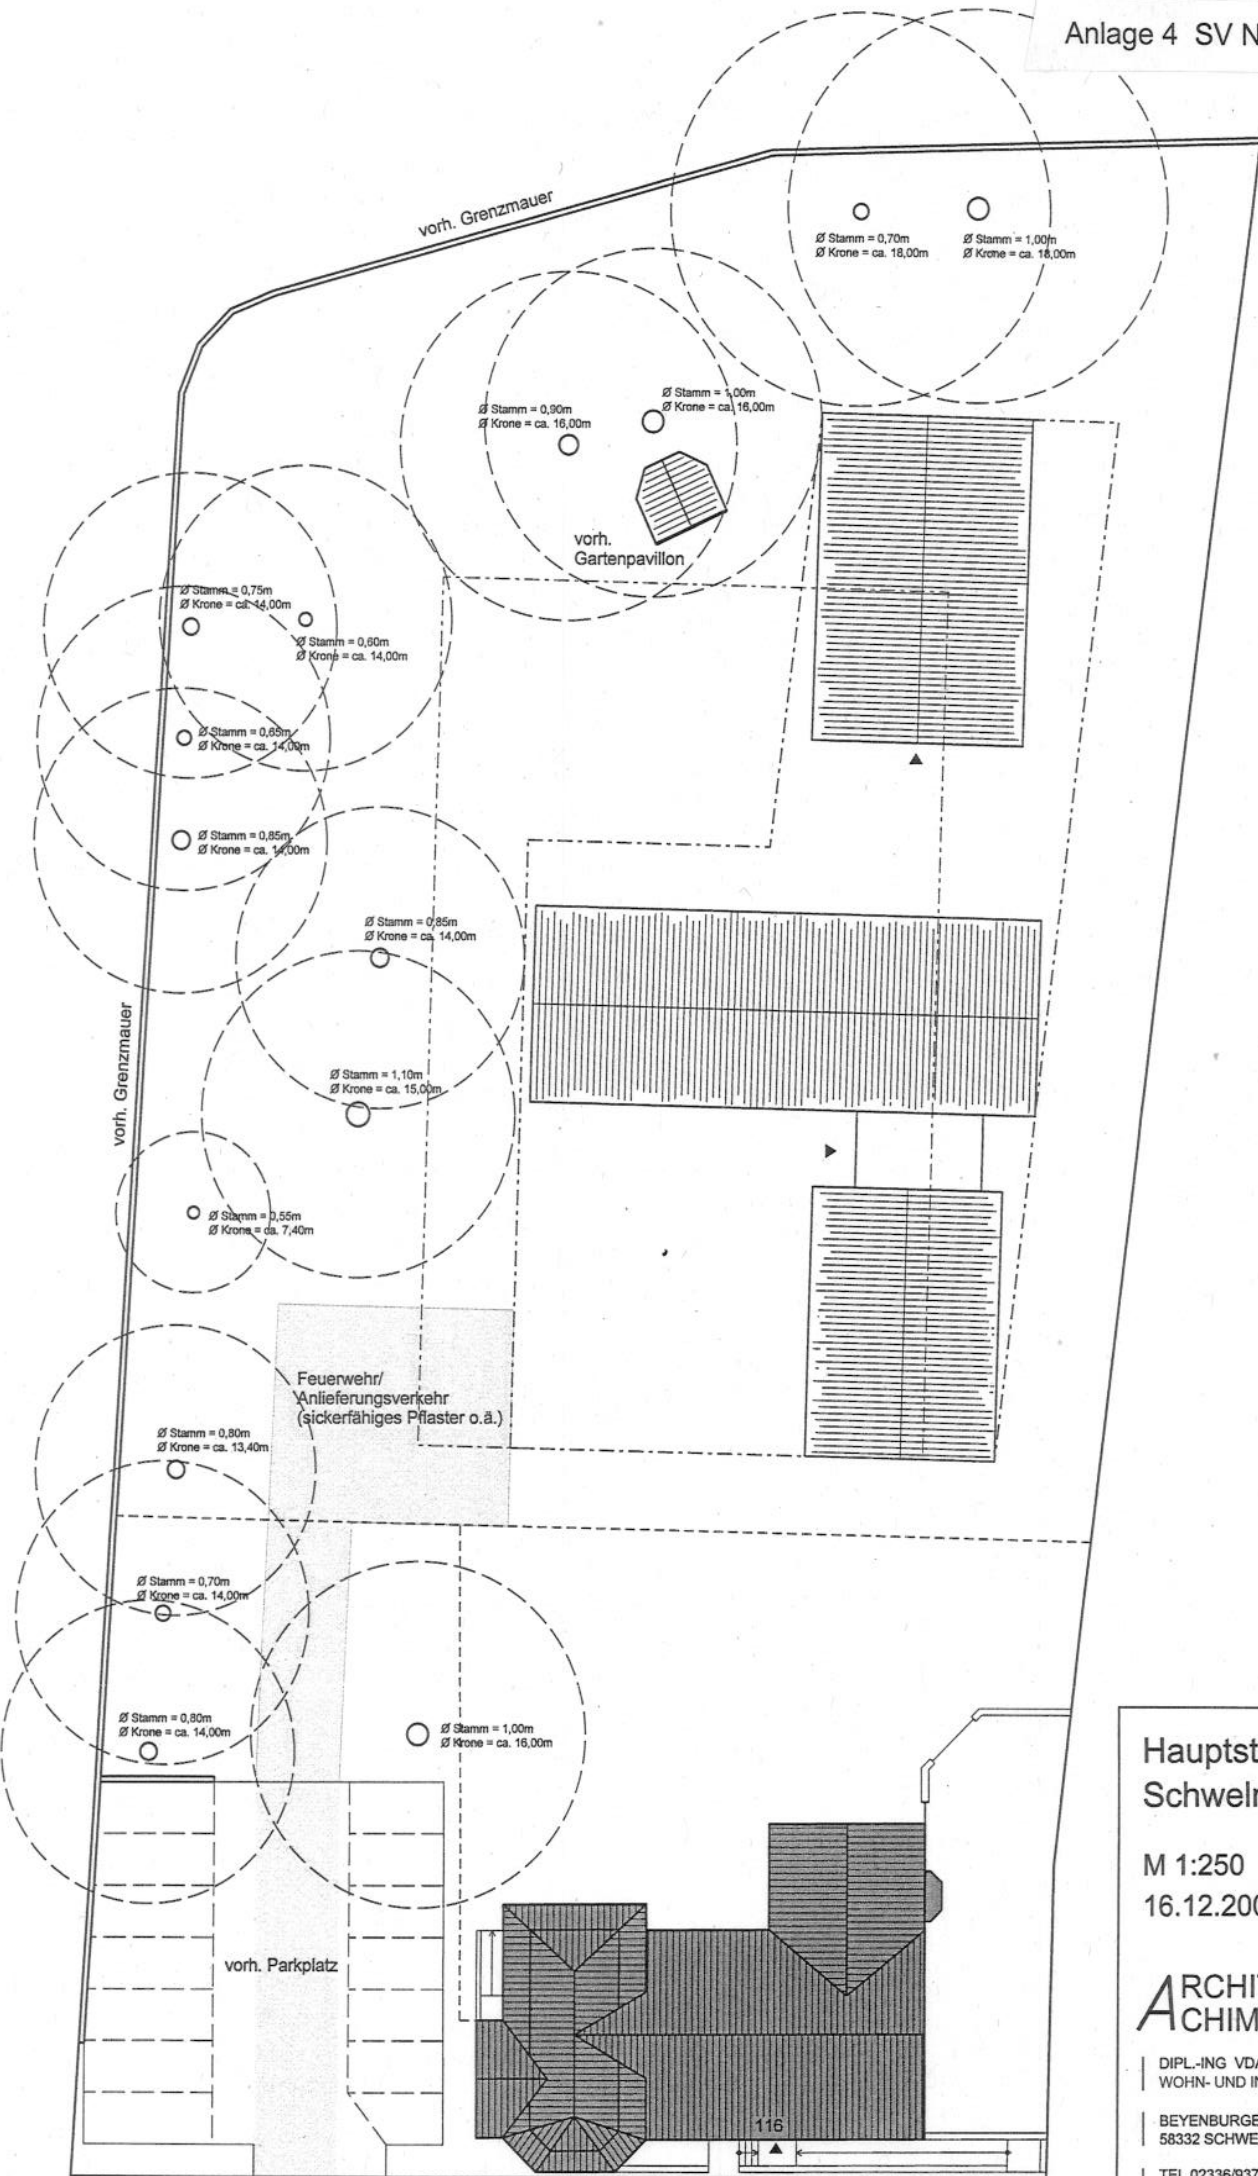 Anlage 4 SV
vorh. Grenzmauer
Ø Stamm = 0,70m
Ø Krone = ca. 18,00m
Ø Stamm = 1,00m
Ø Krone = ca. 18,00m
Ø Stamm = 0,90m
Ø Krone = ca. 16,00m
Ø Stamm = 1,00m
Ø Krone = ca. 16,00m
vorh.
Gartenpavillon
Ø Stamm = 0,75m
Ø Krone = ca. 14,00m
Ø Stamm = 0,60m
Ø Krone = ca. 14,00m
Ø Stamm = 0,65m
Ø Krone = ca. 14,00m
Ø Stamm = 0,85m
Ø Krone = ca. 14,00m
Ø Stamm = 0,85m
Ø Krone = ca. 14,00m
vorh. Grenzmauer
Ø Stamm = 1,10m
Ø Krone = ca. 15,00m
Ø Stamm = 0,55m
Ø Krone = ca. 7,40m
Feuerwehr/
Anlieferungsverkehr
(sickerfähiges Pflaster o.ä.)
Ø Stamm = 0,80m
Ø Krone = ca. 13,40m
Ø Stamm = 0,70m
Ø Krone = ca. 14,00m
Ø Stamm = 0,80m
Ø Krone = ca. 14,00m
Ø Stamm = 1,00m
Ø Krone = ca. 16,00m
vorh. Parkplatz
116
Hauptst
Schwelm
M 1:250
16.12.200
ARCHI
ACHIM
DIPL.-ING VDA
WOHN- UND I
BEYENBURGE
58332 SCHWE
TEL 02336/937